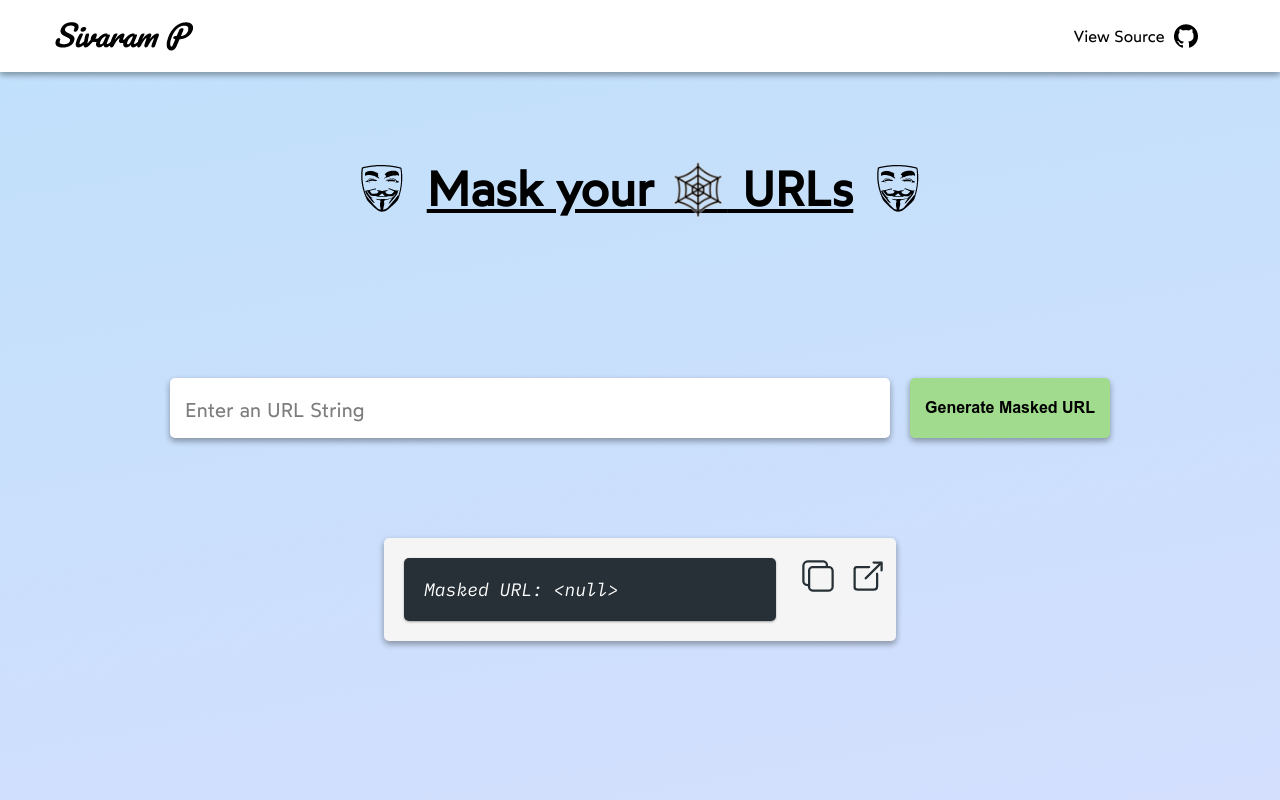 Sivaram P
View Source
Mask your URLs
Enter an URL String
Generate Masked URL
Masked URL: <null>